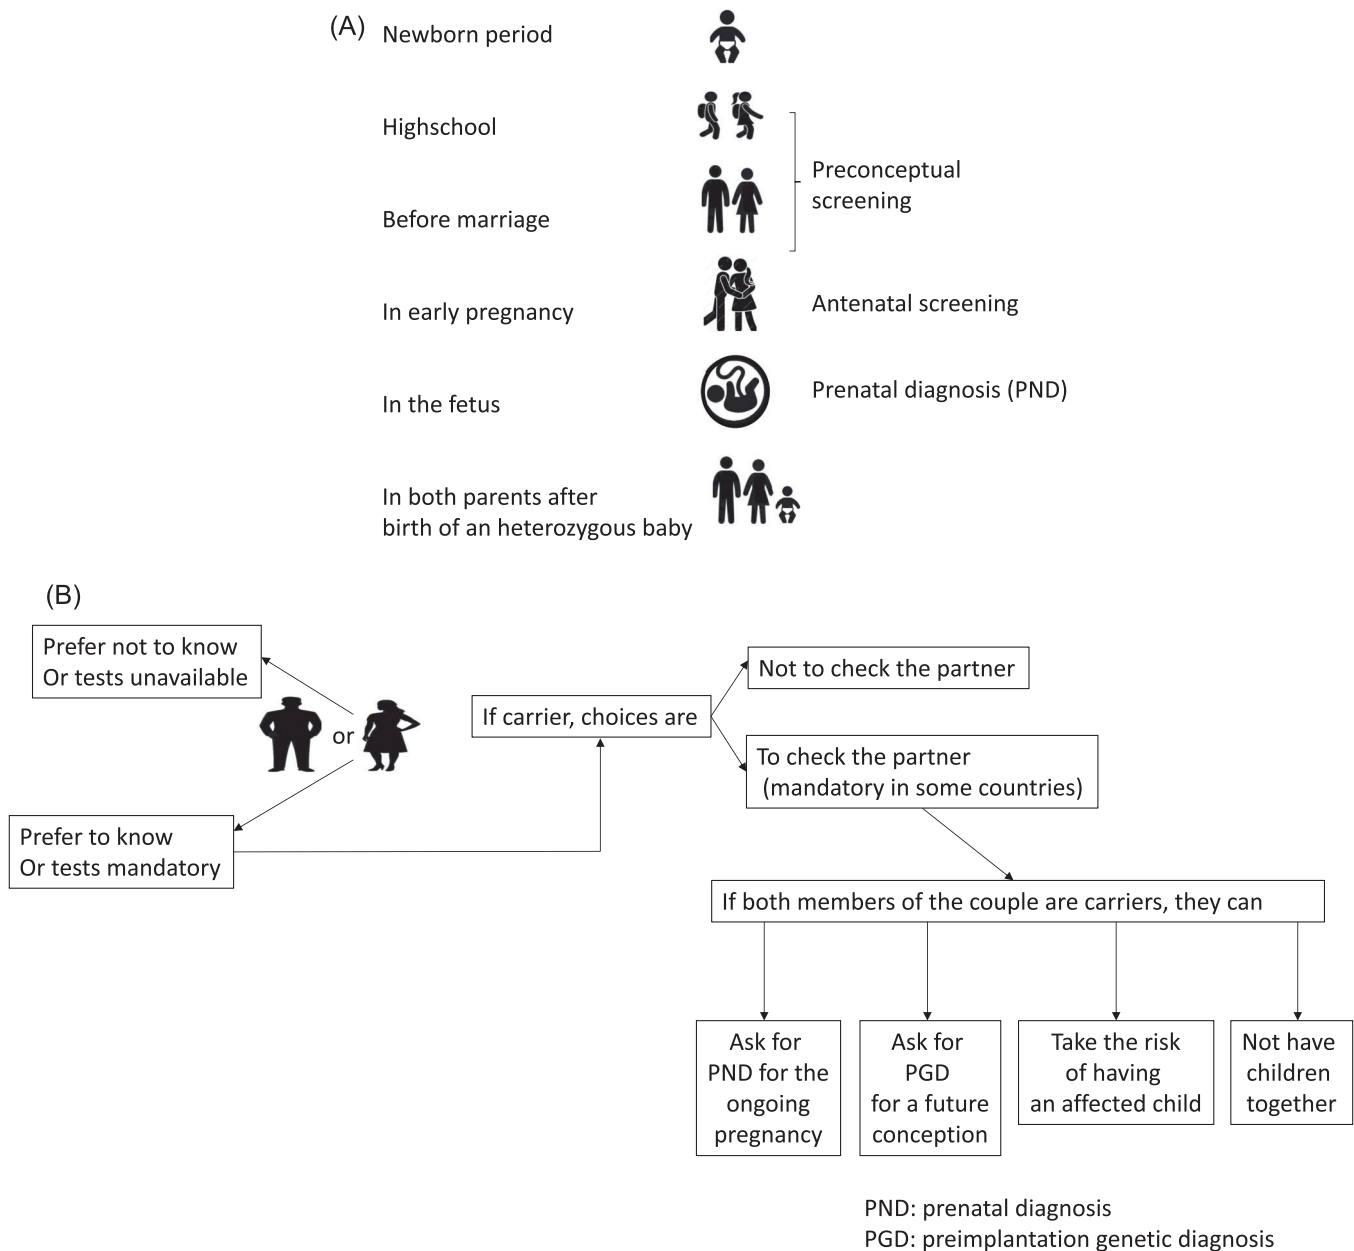 (A)
Newborn period
Highschool
Before marriage
Preconceptual
screening
In early pregnancy
Antenatal screening
In the fetus
Prenatal diagnosis (PND)
In both parents after
birth of an heterozygous baby
(B)
Prefer not to know
Or tests unavailable
or
Prefer to know
Or tests mandatory
If carrier, choices are
Not to check the partner
To check the partner
(mandatory in some countries)
If both members of the couple are carriers, they can
Ask for
PND for the
ongoing
pregnancy
Ask for
PGD
for a future
conception
Take the risk
of having
an affected child
Not have
children
together
PND: prenatal diagnosis
PGD: preimplantation genetic diagnosis